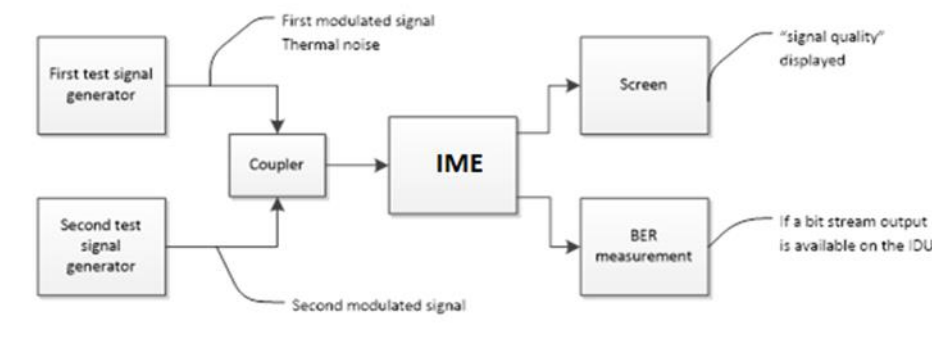 First modulated signal
Thermal noise
First test signal
generator
"signal quality"
displayed
Screen
Coupler
IME
Second test
signal
generator
Second modulated signal
BER
measurement
If a bit stream output
is available on the IDU